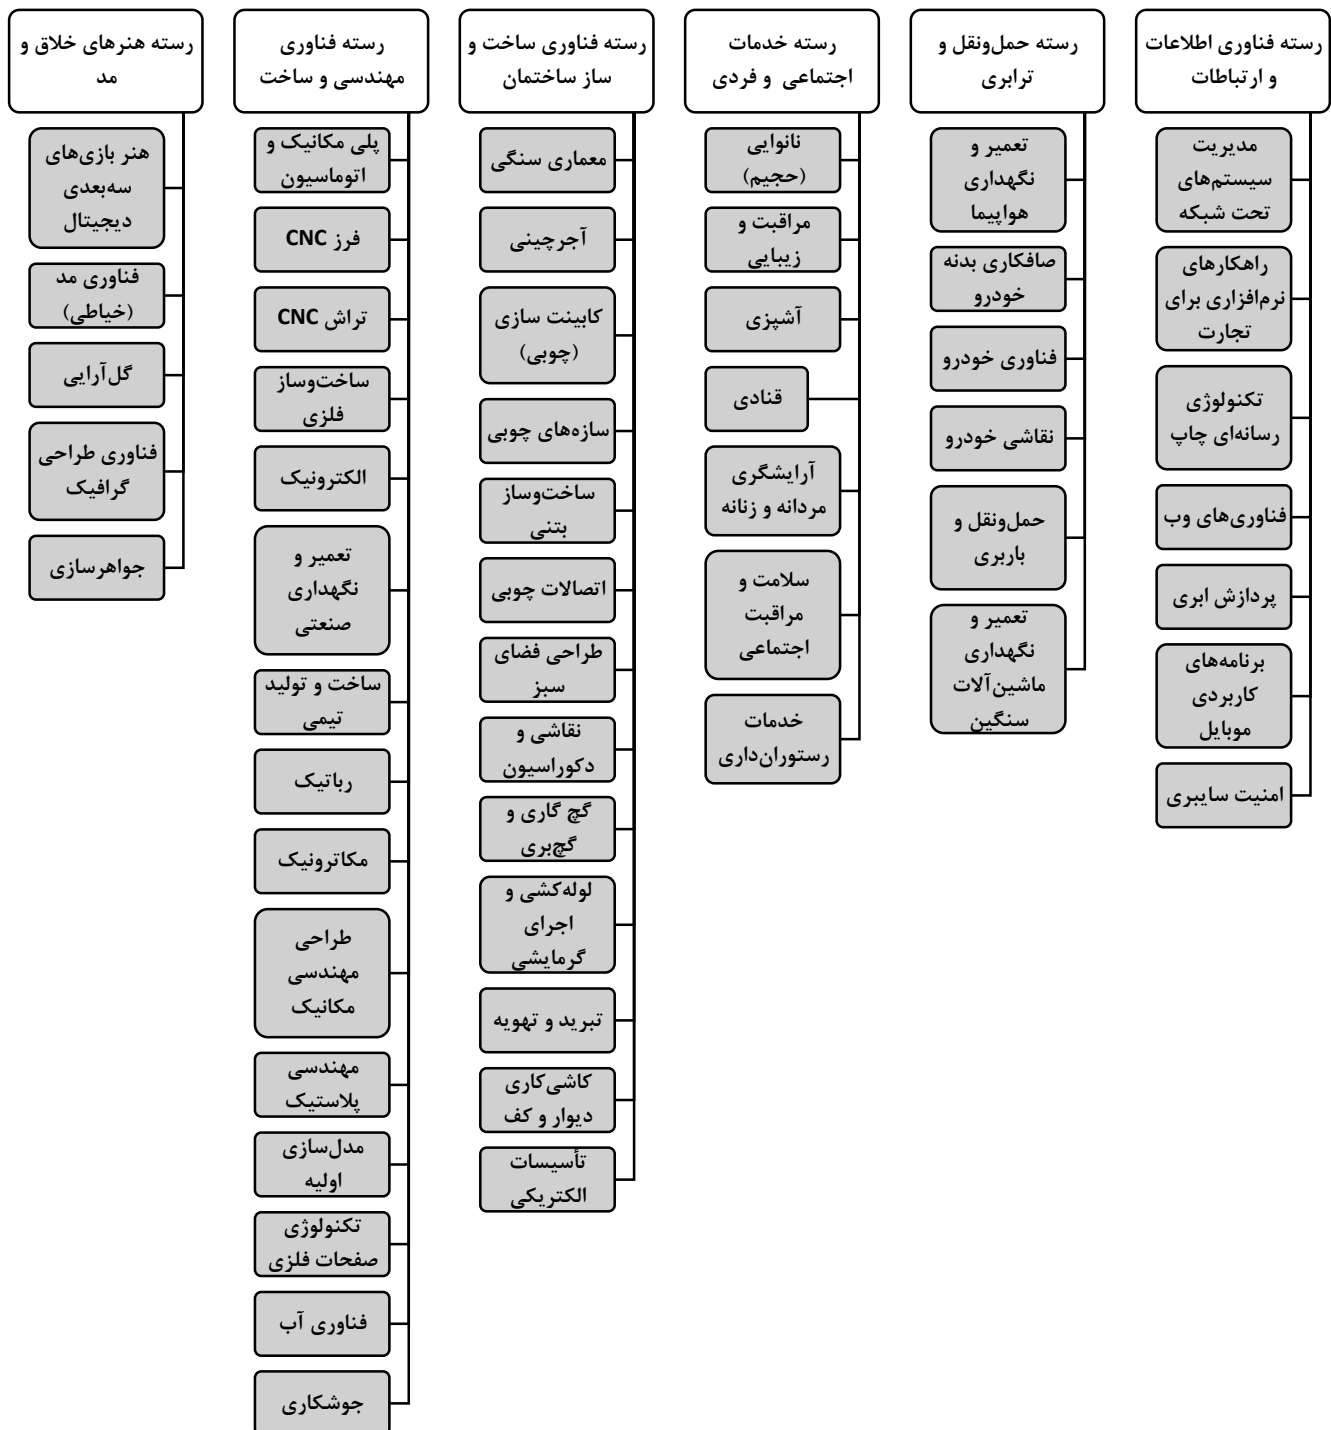 رسته فناوری اطلاعات
و ارتباطات
مدیریت
سیستم‌های
تحت شبکه
راهکارهای
نرم‌افزاری برای
تجارت
تکنولوژی
رسانه‌ای چاپ
فناوری‌های وب
پردازش ابری
برنامه‌های
کاربردی
موبایل
امنیت سایبری
رسته حمل‌ونقل و
ترابری
تعمیر و
نگهداری
هواپیما
صافکاری بدنه
خودرو
فناوری خودرو
نقاشی خودرو
حمل‌ونقل و
باربری
تعمیر و
نگهداری
ماشین‌آلات
سنگین
رسته خدمات
اجتماعی و فردی
نانوایی
(حجیم)
مراقبت و
زیبایی
آشپزی
قنادی
آرایشگری
مردانه و زنانه
سلامت و
مراقبت
اجتماعی
خدمات
رستوران‌داری
رسته فناوری ساخت و
ساز ساختمان
معماری سنگی
آجرچینی
کابینت سازی
(چوبی)
سازه‌های چوبی
ساخت‌وساز
بتنی
اتصالات چوبی
طراحی فضای
سبز
نقاشی و
دکوراسیون
گچ گاری و
گچ‌بری
لوله‌کشی و
اجرای
گرمایشی
تبرید و تهویه
کاشی‌کاری
دیوار و کف
تأسیسات
الکتریکی
رسته فناوری
مهندسی و ساخت
پلی مکانیک و
اتوماسیون
فرز CNC
تراش CNC
ساخت‌وساز
فلزی
الکترونیک
تعمیر و
نگهداری
صنعتی
ساخت و تولید
تیمی
رباتیک
مکاترونیک
طراحی
مهندسی
مکانیک
مهندسی
پلاستیک
مدل‌سازی
اولیه
تکنولوژی
صفحات فلزی
فناوری آب
جوشکاری
رسته هنرهای خلاق و
مد
هنر بازی‌های
سه‌بعدی
دیجیتال
فناوری مد
(خیاطی)
گل‌آرایی
فناوری طراحی
گرافیک
جواهرسازی